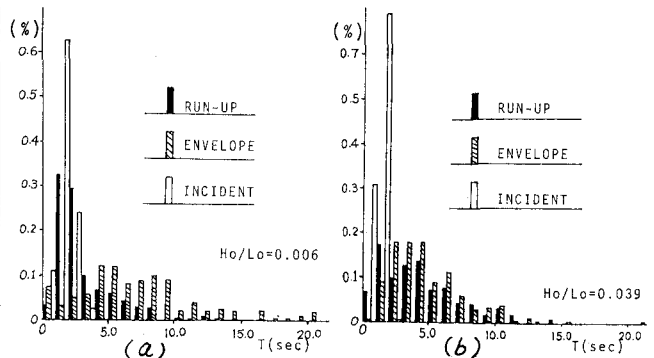 (%)
0.6
0.5
0.4
0.3
0.2
0.1
0
RUN-UP
ENVELOPE
INCIDENT
Ho/Lo=0.006
0 5.0 10.0 15.0 20.0
T(sec)
(a)
(%)
0.7
0.5
0.3
0.2
0.1
0
RUN-UP
ENVELOPE
INCIDENT
Ho/Lo=0.039
0 5.0 10.0 15.0 20.0
T(sec)
(b)